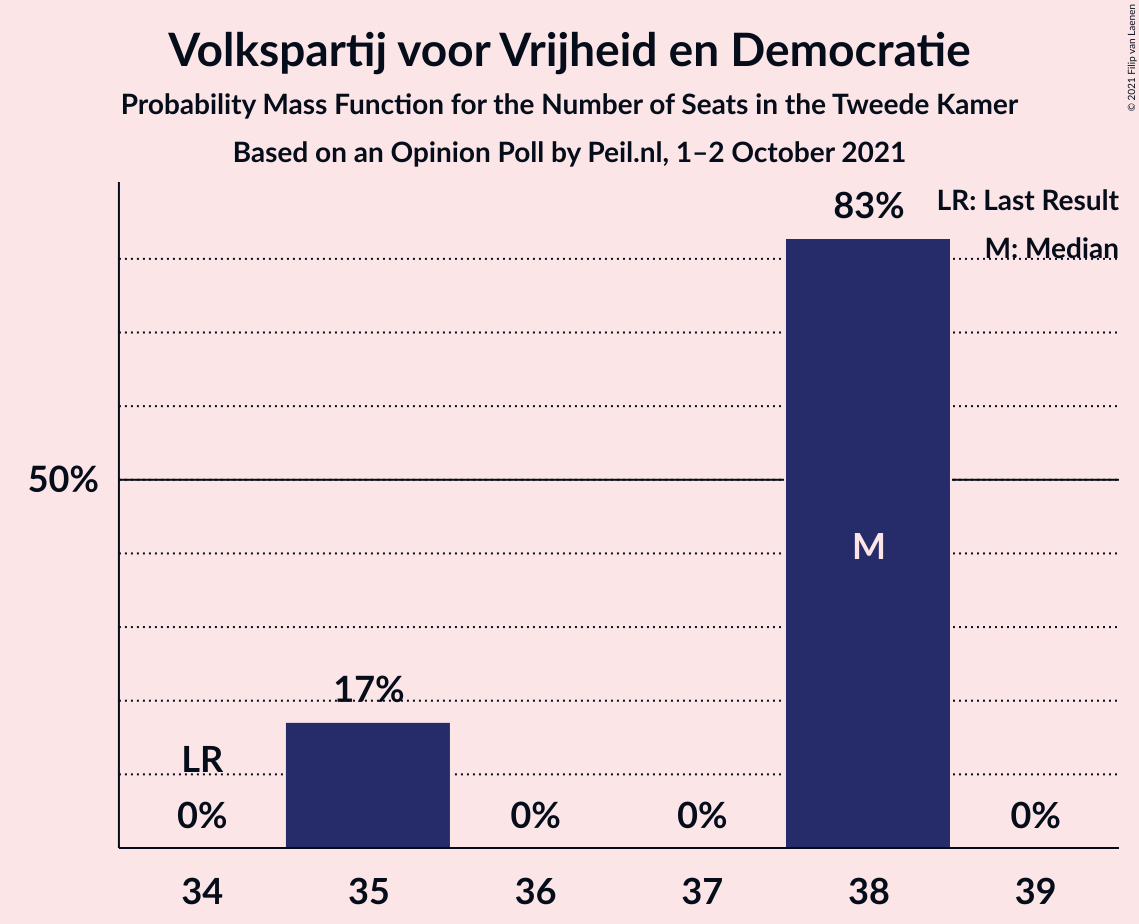 Volkspartij voor Vrijheid en Democratie
Probability Mass Function for the Number of Seats in the Tweede Kamer
Based on an Opinion Poll by Peil.nl, 1–2 October 2021
© 2021 Filip van Laenen
83%
LR: Last Result
M: Median
50%
M
17%
LR
0%
0%
0%
0%
34
35
36
37
38
39